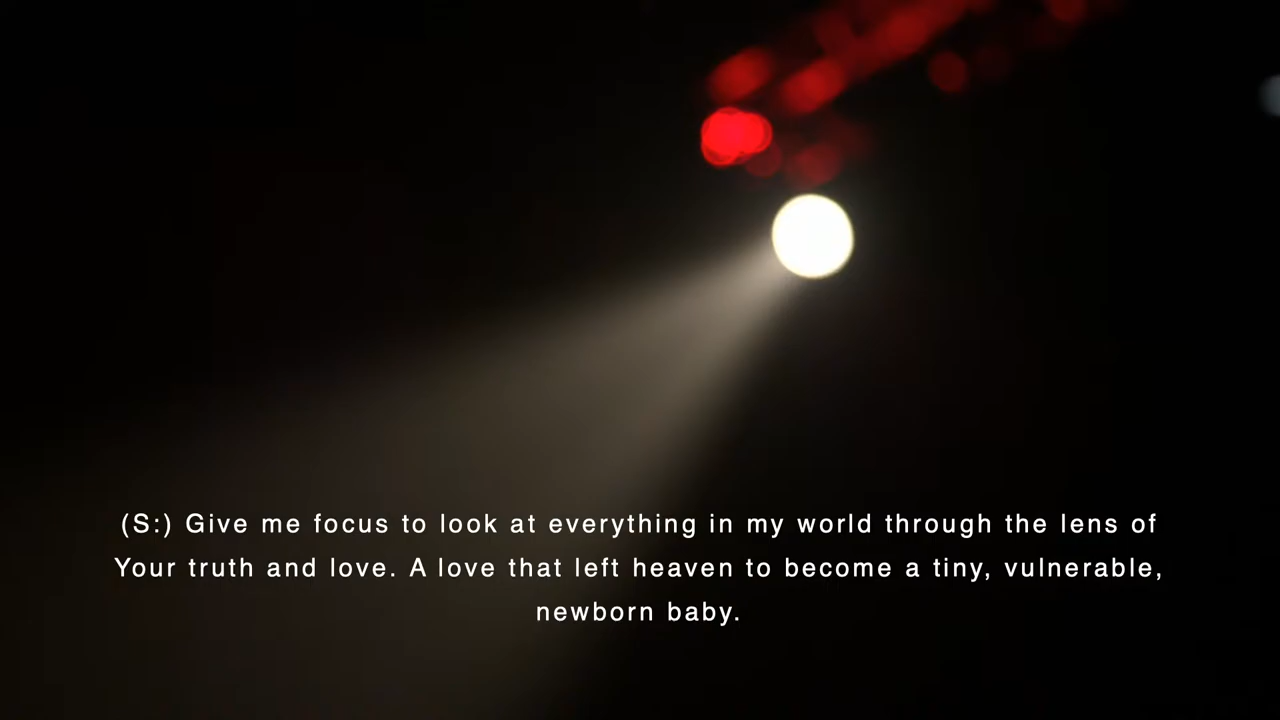 (S:) Give me focus to look at everything in my world through the lens of
Your truth and love. A love that left heaven to become a tiny, vulnerable,
newborn baby.